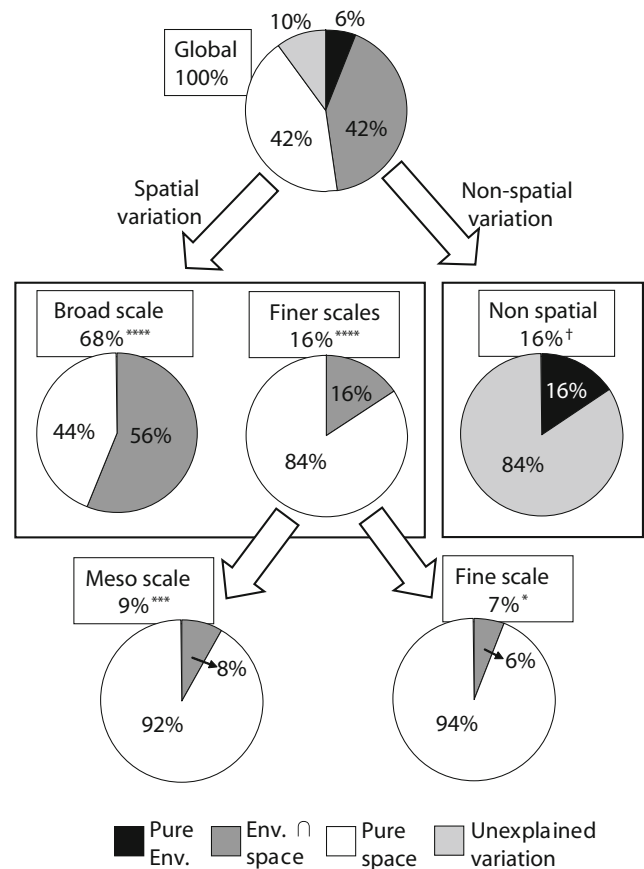 10%
6%
Global
100%
42%
42%
Spatial
variation
Non-spatial
variation
Broad scale
68% ****
Finer scales
16% ****
Non spatial
16% †
44%
56%
16%
84%
16%
84%
Meso scale
9% ***
Fine scale
7% *
8%
92%
6%
94%
Pure
Env.
Env. ∩
space
Pure
space
Unexplained
variation